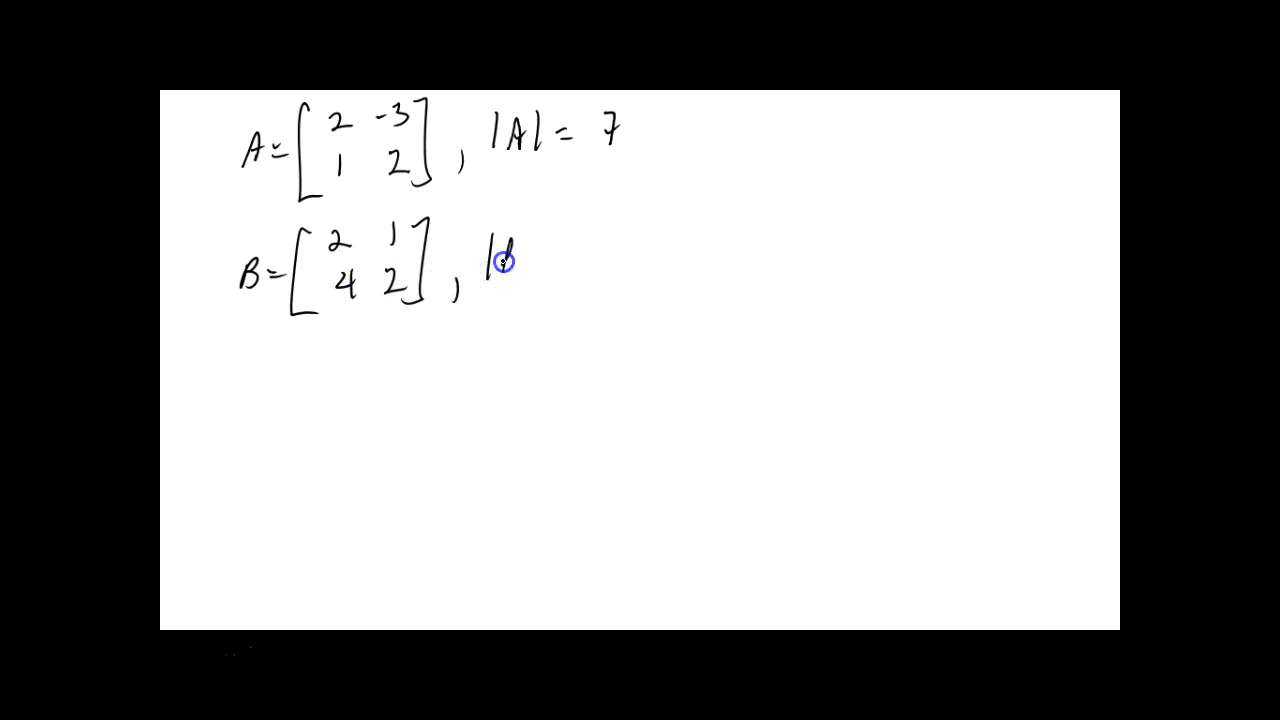 A = [2 -3
1 2], |A| = 7
B = [2 1
4 2], |